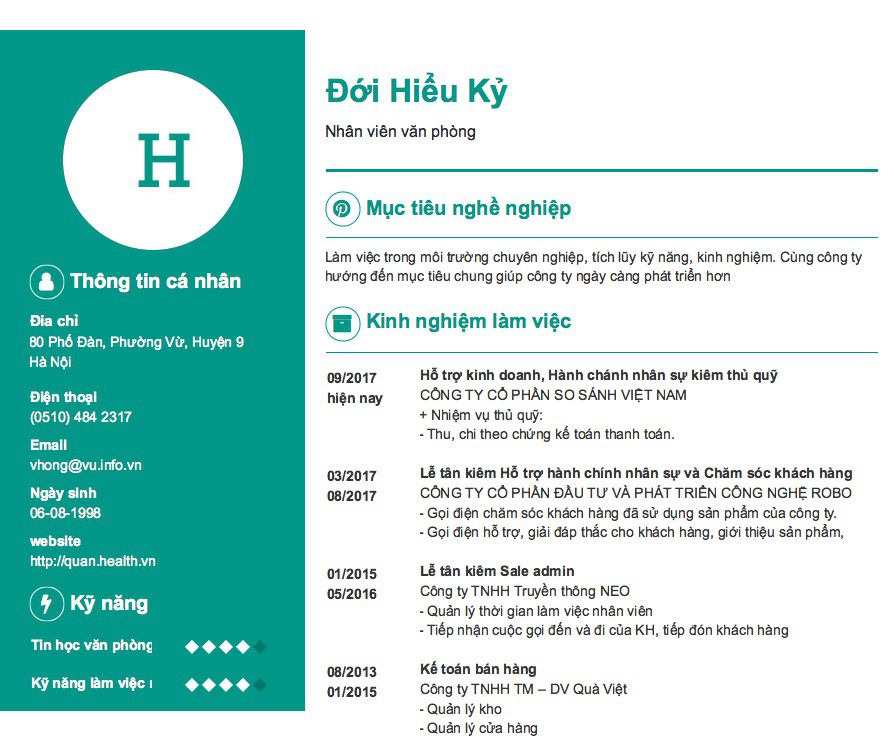 H
Thông tin cá nhân
Địa chỉ
80 Phố Đàn, Phường Vừ, Huyện 9
Hà Nội
Điện thoại
(0510) 484 2317
Email
vhong@vu.info.vn
Ngày sinh
06-08-1998
website
http://quan.health.vn
Kỹ năng
Tin học văn phòng
Kỹ năng làm việc
Đới Hiểu Kỷ
Nhân viên văn phòng
Mục tiêu nghề nghiệp
Làm việc trong môi trường chuyên nghiệp, tích lũy kỹ năng, kinh nghiệm. Cùng công ty
hướng đến mục tiêu chung giúp công ty ngày càng phát triển hơn
Kinh nghiệm làm việc
09/2017
hiện nay
Hỗ trợ kinh doanh, Hành chánh nhân sự kiêm thủ quỹ
CÔNG TY CỔ PHẦN SO SÁNH VIỆT NAM
+ Nhiệm vụ thủ quỹ:
- Thu, chi theo chứng kế toán thanh toán.
03/2017
08/2017
Lễ tân kiêm Hỗ trợ hành chính nhân sự và Chăm sóc khách hàng
CÔNG TY CỔ PHẦN ĐẦU TƯ VÀ PHÁT TRIỂN CÔNG NGHỆ ROBO
- Gọi điện chăm sóc khách hàng đã sử dụng sản phẩm của công ty.
- Gọi điện hỗ trợ, giải đáp thắc cho khách hàng, giới thiệu sản phẩm,
01/2015
05/2016
Lễ tân kiêm Sale admin
Công ty TNHH Truyền thông NEO
- Quản lý thời gian làm việc nhân viên
- Tiếp nhận cuộc gọi đến và đi của KH, tiếp đón khách hàng
08/2013
01/2015
Kế toán bán hàng
Công ty TNHH TM – DV Quà Việt
- Quản lý kho
- Quản lý cửa hàng